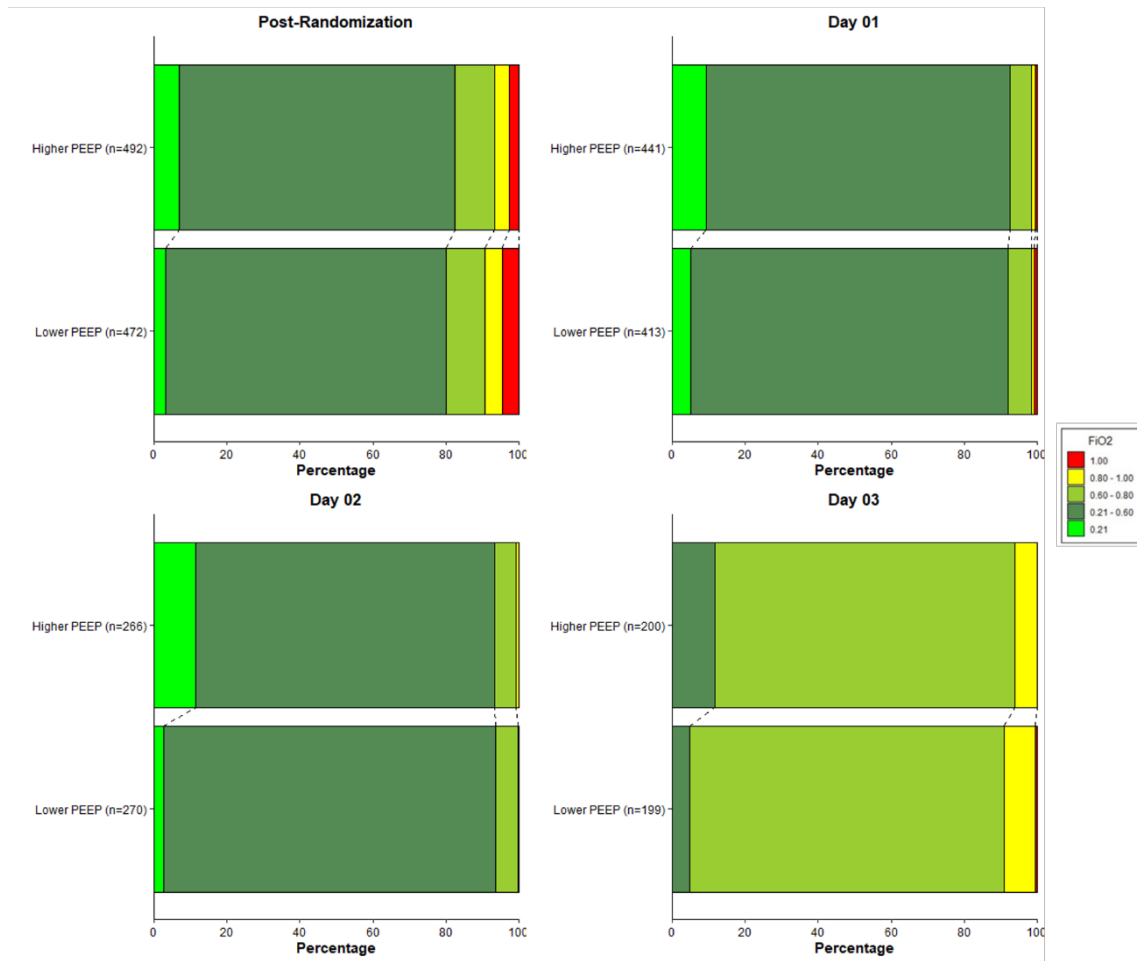 Post-Randomization
Higher PEEP (n=492)
Lower PEEP (n=472)
0 20 40 60 80 100
Percentage
Day 01
Higher PEEP (n=441)
Lower PEEP (n=413)
0 20 40 60 80 100
Percentage
FiO2
1.00
0.80 - 1.00
0.60 - 0.80
0.21 - 0.60
0.21
Day 02
Higher PEEP (n=266)
Lower PEEP (n=270)
0 20 40 60 80 100
Percentage
Day 03
Higher PEEP (n=200)
Lower PEEP (n=199)
0 20 40 60 80 100
Percentage